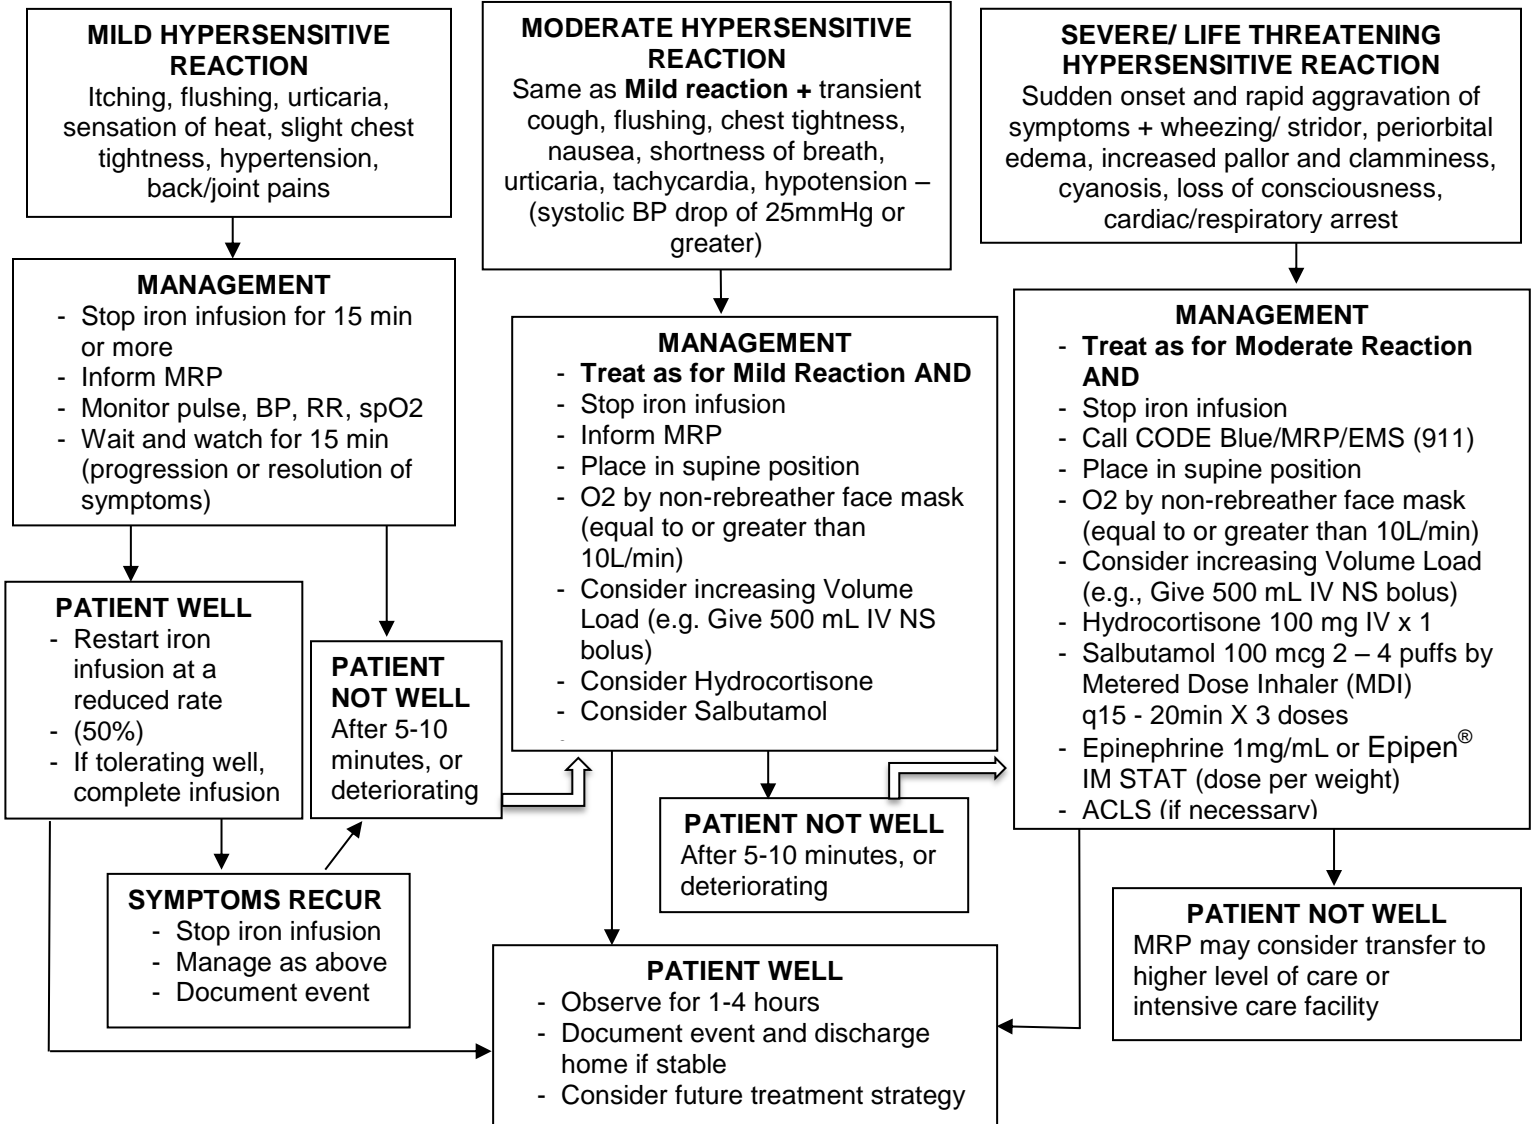 MILD HYPERSENSITIVE
REACTION
Itching, flushing, urticaria,
sensation of heat, slight chest
tightness, hypertension,
back/joint pains
MODERATE HYPERSENSITIVE
REACTION
Same as Mild reaction + transient
cough, flushing, chest tightness,
nausea, shortness of breath,
urticaria, tachycardia, hypotension –
(systolic BP drop of 25mmHg or
greater)
SEVERE/ LIFE THREATENING
HYPERSENSITIVE REACTION
Sudden onset and rapid aggravation of
symptoms + wheezing/ stridor, periorbital
edema, increased pallor and clamminess,
cyanosis, loss of consciousness,
cardiac/respiratory arrest
MANAGEMENT
- Stop iron infusion for 15 min
or more
- Inform MRP
- Monitor pulse, BP, RR, spO2
- Wait and watch for 15 min
(progression or resolution of
symptoms)
MANAGEMENT
- Treat as for Mild Reaction AND
- Stop iron infusion
- Inform MRP
- Place in supine position
- O2 by non-rebreather face mask
(equal to or greater than
10L/min)
- Consider increasing Volume
Load (e.g. Give 500 mL IV NS
bolus)
- Consider Hydrocortisone
- Consider Salbutamol
-
MANAGEMENT
- Treat as for Moderate Reaction
AND
- Stop iron infusion
- Call CODE Blue/MRP/EMS (911)
- Place in supine position
- O2 by non-rebreather face mask
(equal to or greater than 10L/min)
- Consider increasing Volume Load
(e.g., Give 500 mL IV NS bolus)
- Hydrocortisone 100 mg IV x 1
- Salbutamol 100 mcg 2 – 4 puffs by
Metered Dose Inhaler (MDI)
q15 - 20min X 3 doses
- Epinephrine 1mg/mL or Epipen®
IM STAT (dose per weight)
- ACLS (if necessary)
PATIENT WELL
- Restart iron
infusion at a
reduced rate
- (50%)
- If tolerating well,
complete infusion
PATIENT
NOT WELL
After 5-10
minutes, or
deteriorating
PATIENT NOT WELL
After 5-10 minutes, or
deteriorating
SYMPTOMS RECUR
- Stop iron infusion
- Manage as above
- Document event
PATIENT WELL
- Observe for 1-4 hours
- Document event and discharge
home if stable
- Consider future treatment strategy
PATIENT NOT WELL
MRP may consider transfer to
higher level of care or
intensive care facility